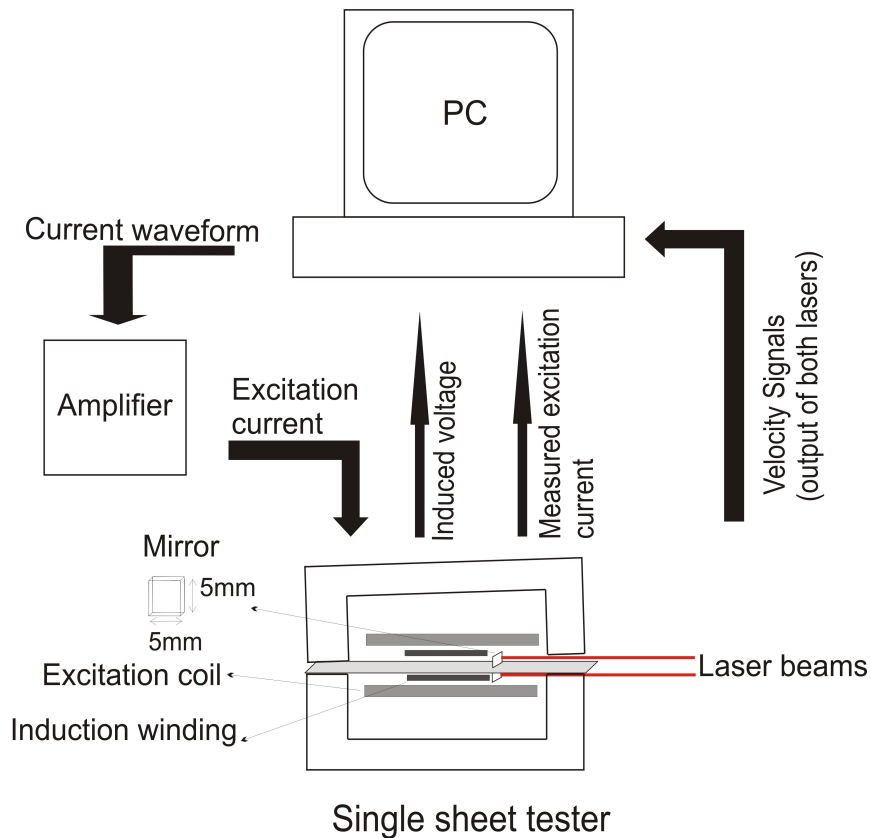 PC
Current waveform
Amplifier
Excitation
current
Induced voltage
Measured excitation
current
Velocity Signals
(output of both lasers)
Mirror
5mm
5mm
Excitation coil
Induction winding
Laser beams
Single sheet tester